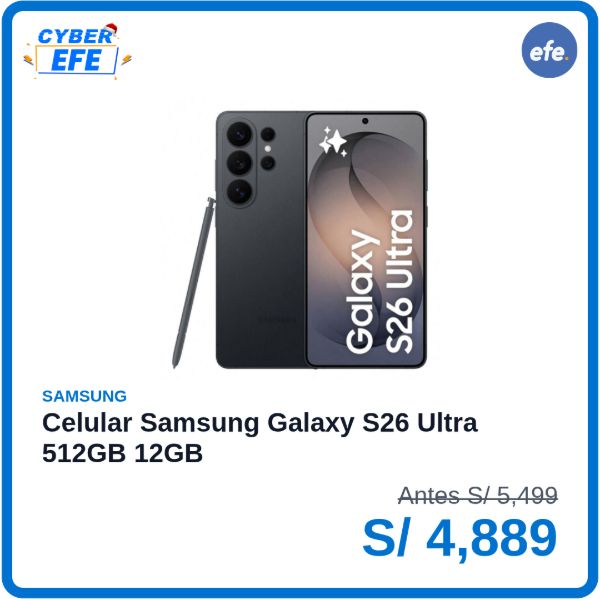 CYBER
EFE
efe.
Galaxy
S26 Ultra
SAMSUNG
Celular Samsung Galaxy S26 Ultra
512GB 12GB
Antes S/ 5,499
S/ 4,889